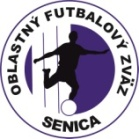 OBLASTNÝ FUTBALOVÝ ZVÄZ
SENICA